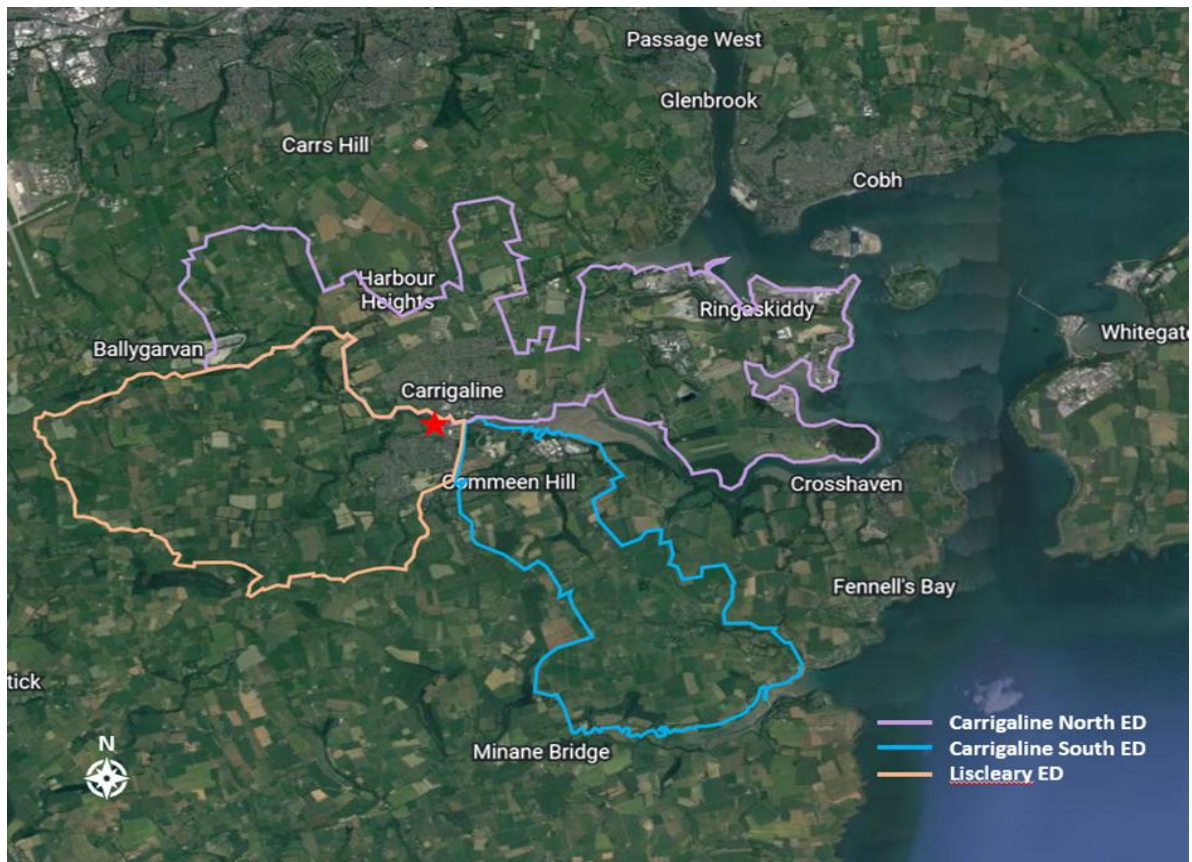 Passage West
Glenbrook
Carrs Hill
Cobh
Harbour
Heights
Ringaskiddy
Whitegate
Ballygarvan
Carrigaline
Commeen Hill
Crosshaven
Fennell's Bay
tick
Carrigaline North ED
Carrigaline South ED
Liscleary ED
N
Minane Bridge